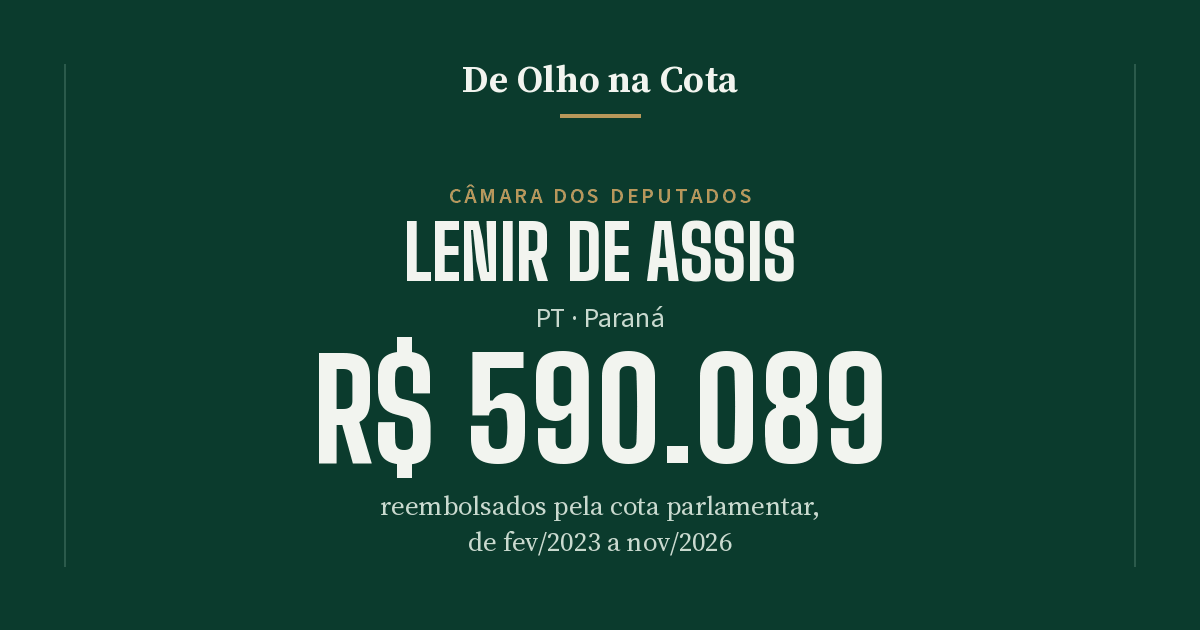 De Olho na Cota
CÂMARA DOS DEPUTADOS
LENIR DE ASSIS
PT · Paraná
R$ 590.089
reembolsados pela cota parlamentar,
de fev/2023 a nov/2026